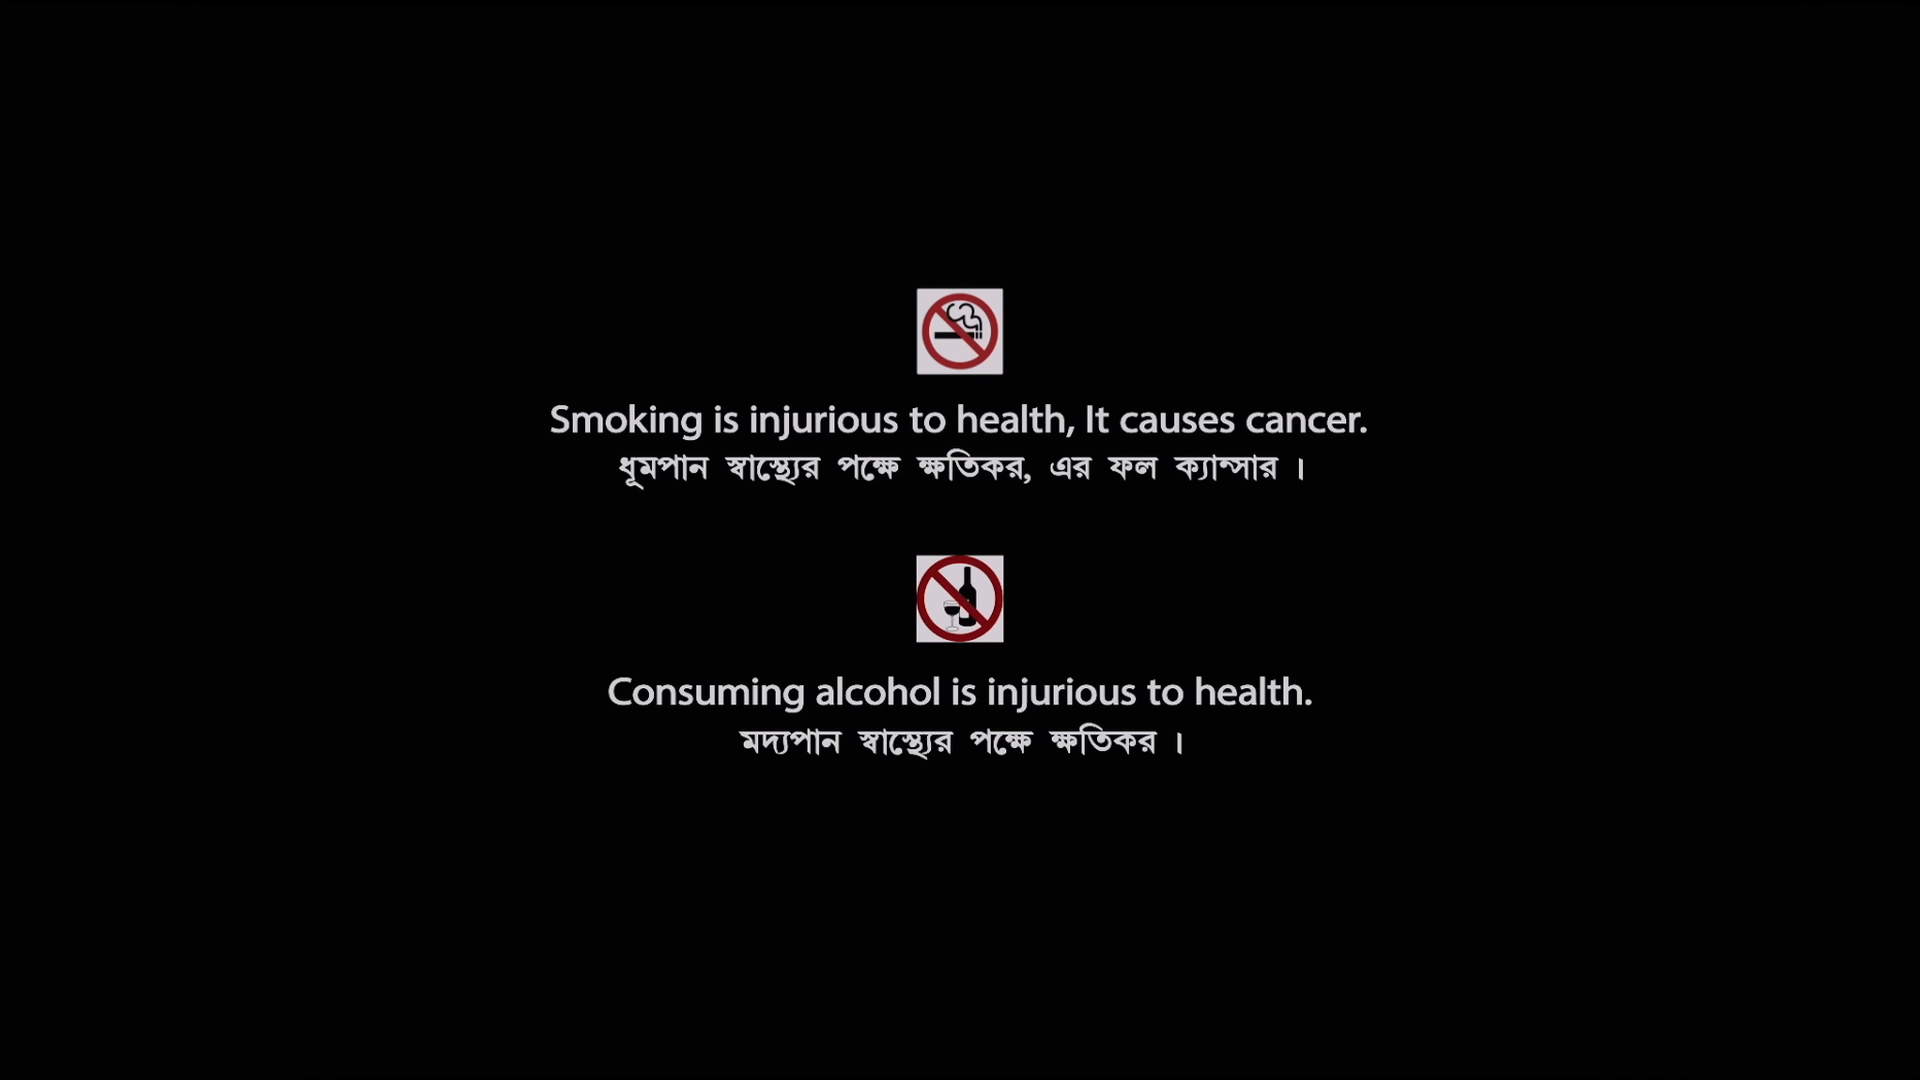 Smoking is injurious to health, It causes cancer.
ধূমপান স্বাস্থ্যের পক্ষে ক্ষতিকর, এর ফল ক্যান্সার ।
Consuming alcohol is injurious to health.
মদ্যপান স্বাস্থ্যের পক্ষে ক্ষতিকর ।